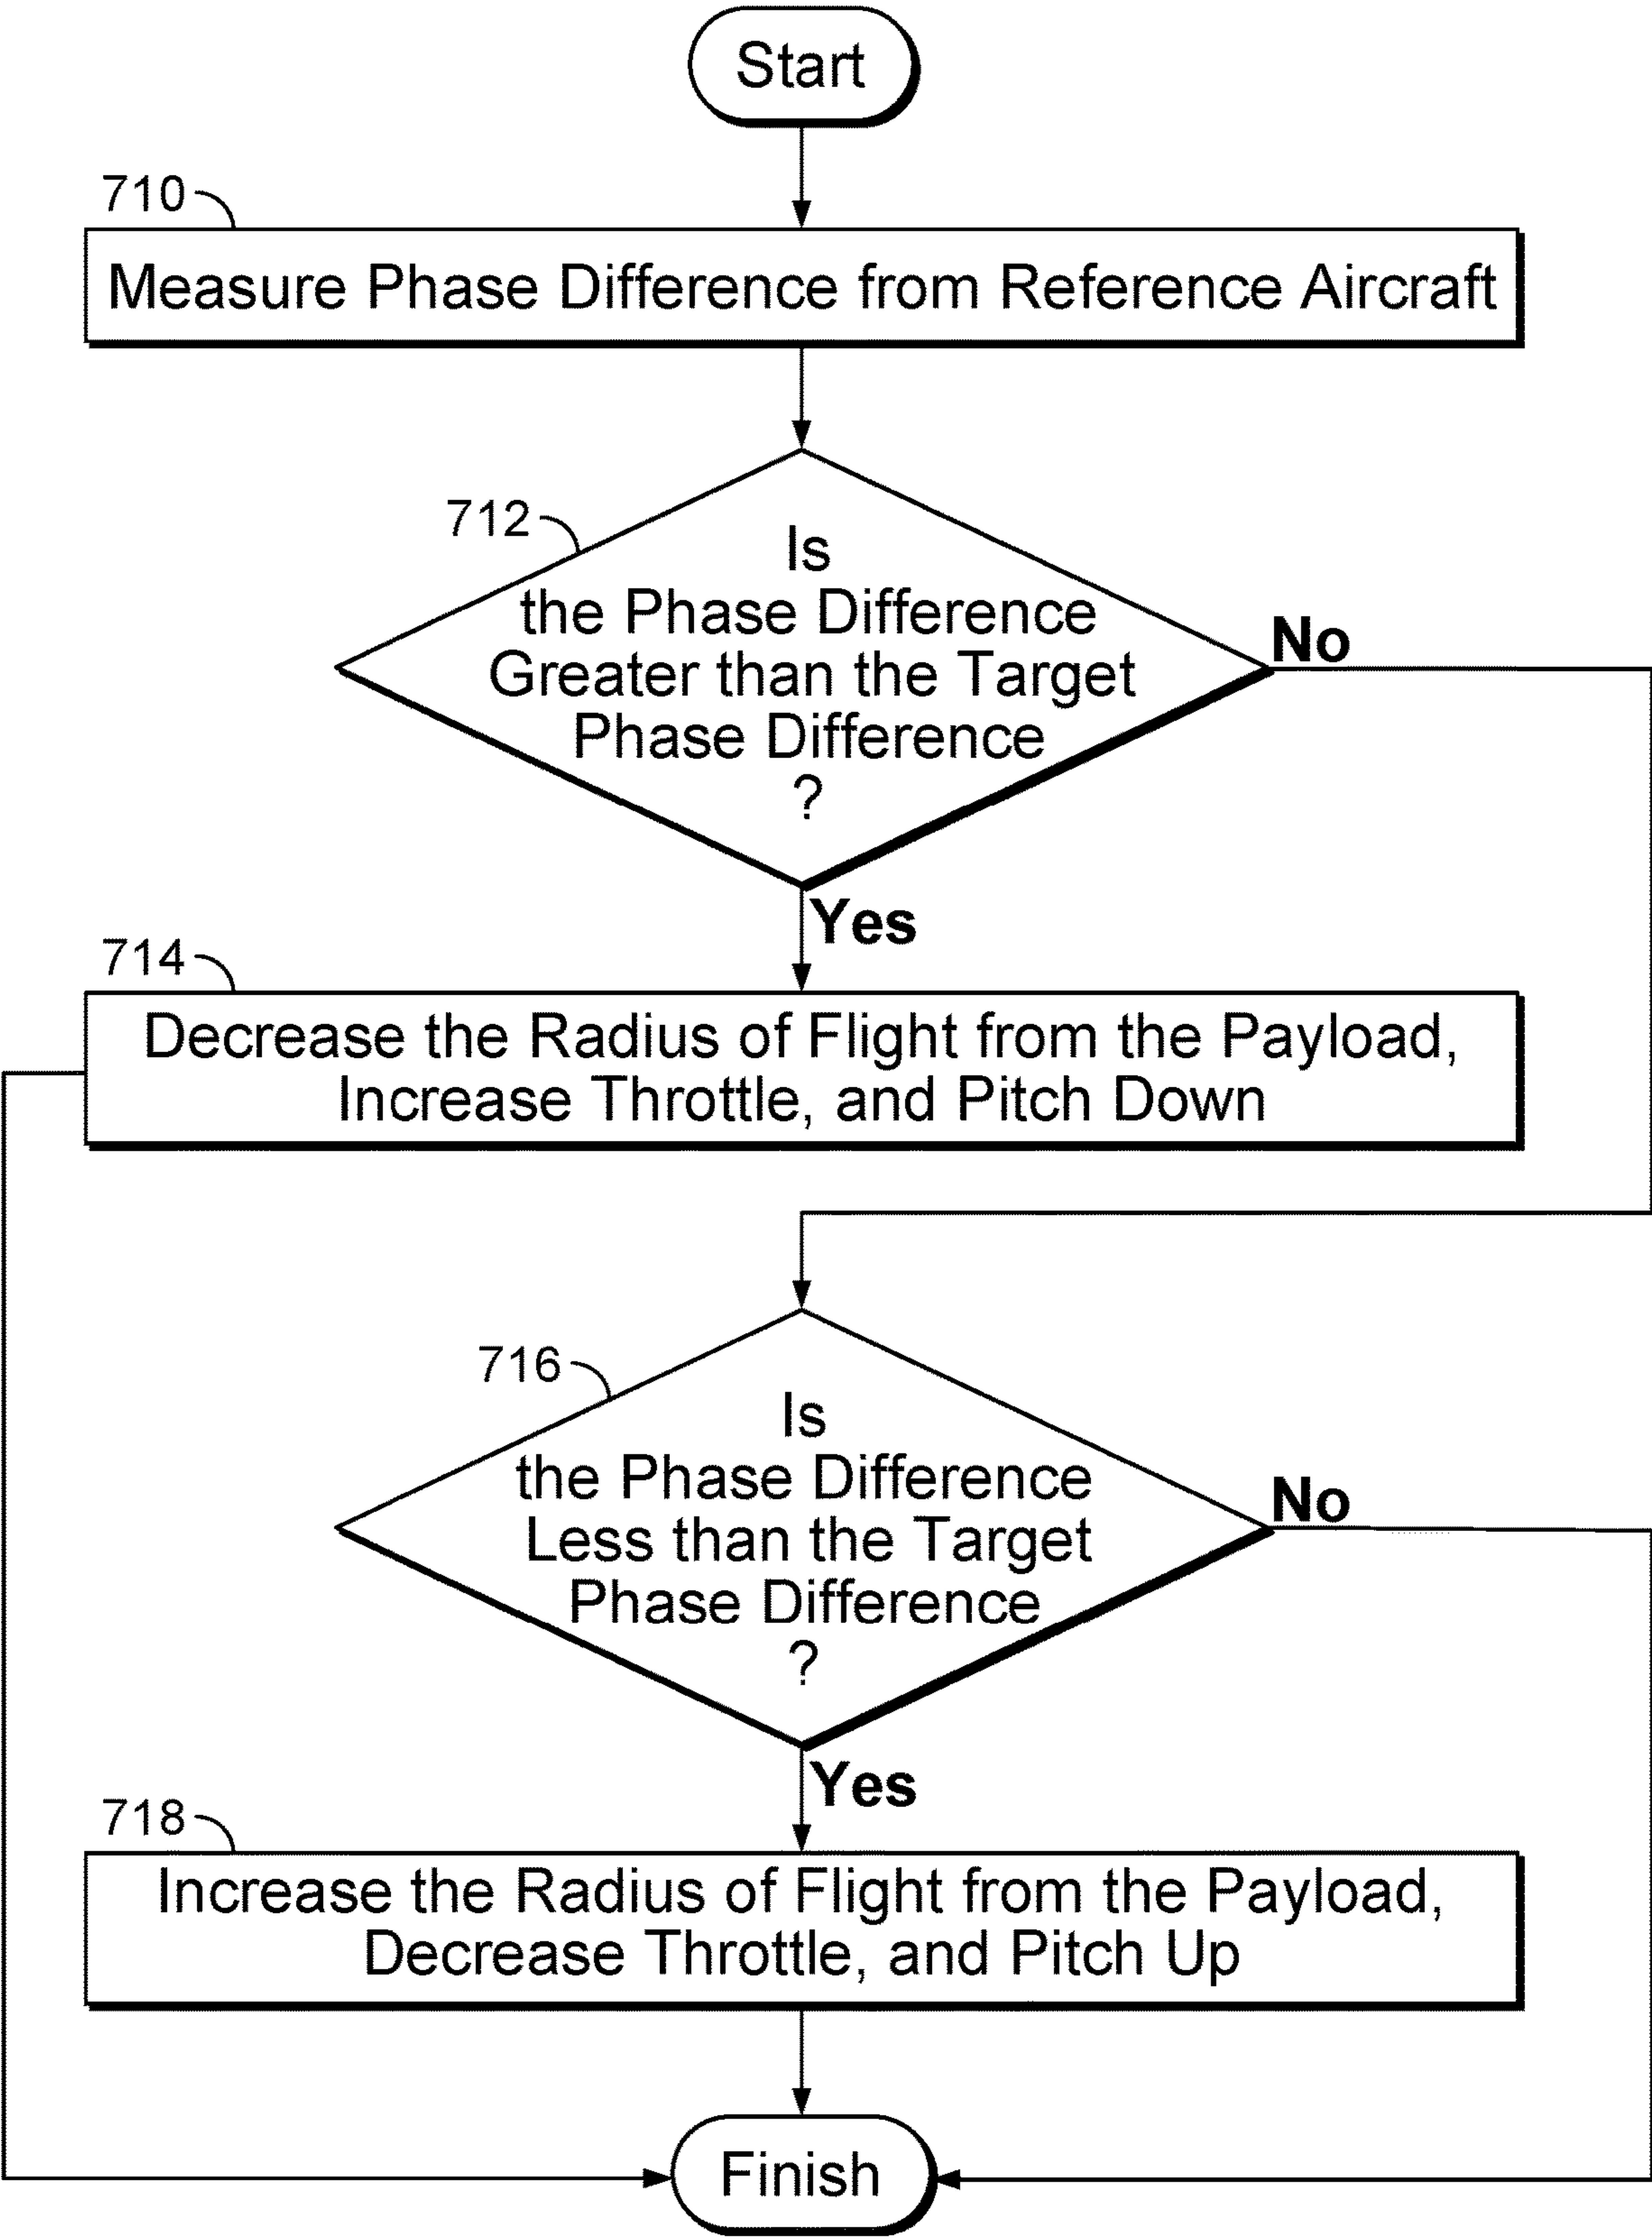 Start
710
Measure Phase Difference from Reference Aircraft
712
Is
the Phase Difference
Greater than the Target
Phase Difference
?
No
Yes
714
Decrease the Radius of Flight from the Payload,
Increase Throttle, and Pitch Down
716
Is
the Phase Difference
Less than the Target
Phase Difference
?
No
Yes
718
Increase the Radius of Flight from the Payload,
Decrease Throttle, and Pitch Up
Finish